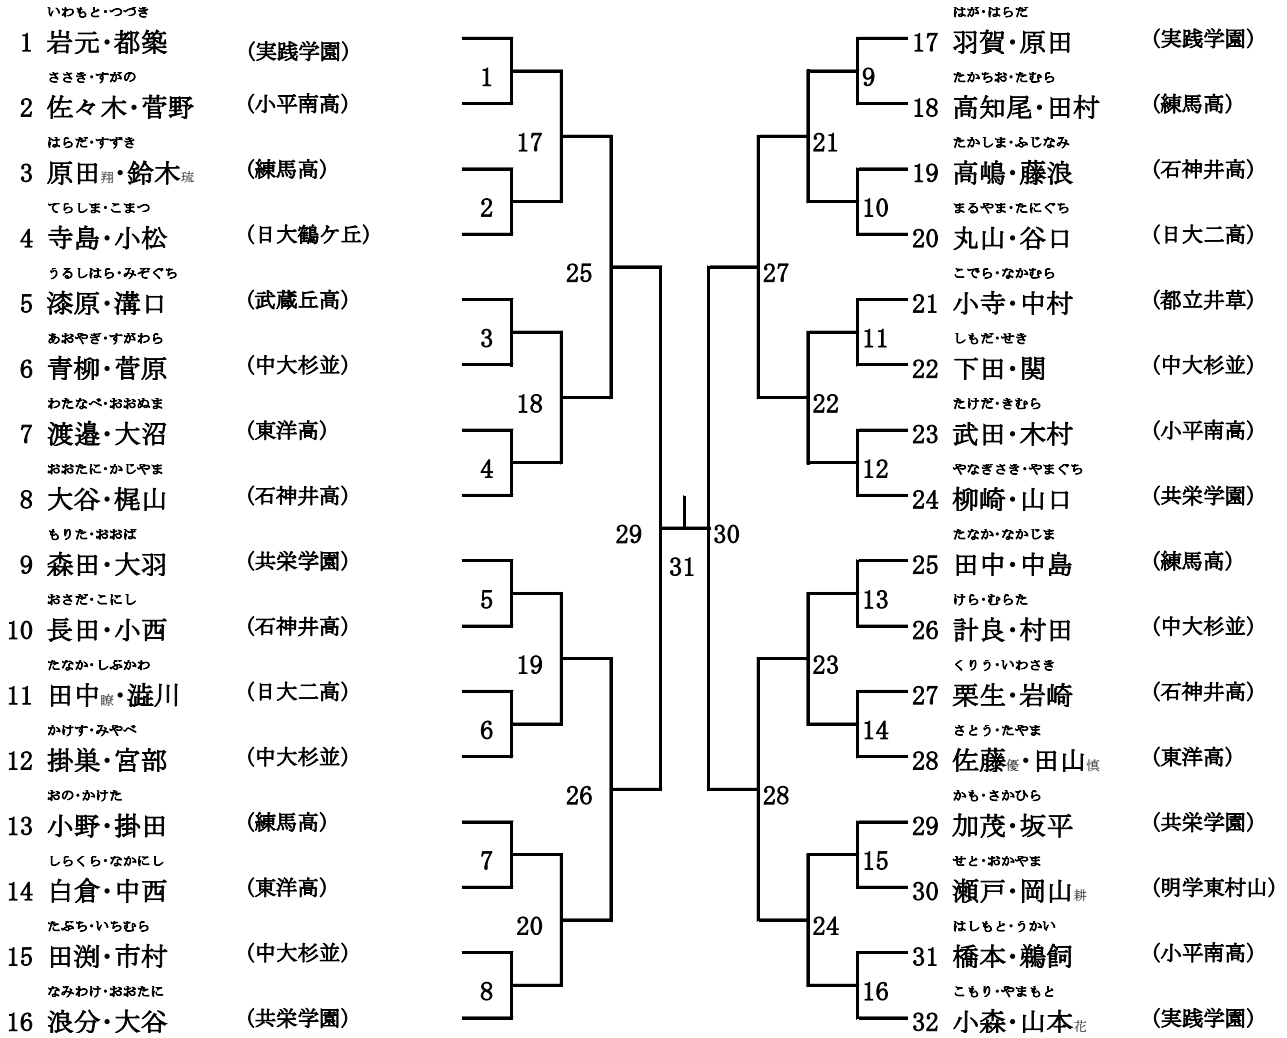 いわもと・つづき
1 岩元・都築 (実践学園)
ささき・すがの
2 佐々木・菅野 (小平南高)
はらだ・すずき
3 原田翔・鈴木琉 (練馬高)
てらしま・こまつ
4 寺島・小松 (日大鶴ケ丘)
うるしはら・みぞぐち
5 漆原・溝口 (武蔵丘高)
あおやぎ・すがわら
6 青柳・菅原 (中大杉並)
わたなべ・おおぬま
7 渡邉・大沼 (東洋高)
おおたに・かじやま
8 大谷・梶山 (石神井高)
もりた・おおば
9 森田・大羽 (共栄学園)
おさだ・こにし
10 長田・小西 (石神井高)
たなか・しぶかわ
11 田中瞭・澁川 (日大二高)
かけす・みやべ
12 掛巣・宮部 (中大杉並)
おの・かけた
13 小野・掛田 (練馬高)
しらくら・なかにし
14 白倉・中西 (東洋高)
たぶち・いちむら
15 田渕・市村 (中大杉並)
なみわけ・おおたに
16 浪分・大谷 (共栄学園)
1
2
3
4
5
6
7
8
17
18
19
20
25
26
29
31
30
27
28
21
22
23
24
9
10
11
12
13
14
15
16
はが・はらだ
17 羽賀・原田 (実践学園)
たかちお・たむら
18 高知尾・田村 (練馬高)
たかしま・ふじなみ
19 高嶋・藤浪 (石神井高)
まるやま・たにぐち
20 丸山・谷口 (日大二高)
こでら・なかむら
21 小寺・中村 (都立井草)
しもだ・せき
22 下田・関 (中大杉並)
たけだ・きむら
23 武田・木村 (小平南高)
やなぎさき・やまぐち
24 柳崎・山口 (共栄学園)
たなか・なかじま
25 田中・中島 (練馬高)
けら・むらた
26 計良・村田 (中大杉並)
くりう・いわさき
27 栗生・岩崎 (石神井高)
さとう・たやま
28 佐藤優・田山慎 (東洋高)
かも・さかひら
29 加茂・坂平 (共栄学園)
せと・おかやま
30 瀬戸・岡山耕 (明学東村山)
はしもと・うかい
31 橋本・鵜飼 (小平南高)
こもり・やまもと
32 小森・山本花 (実践学園)